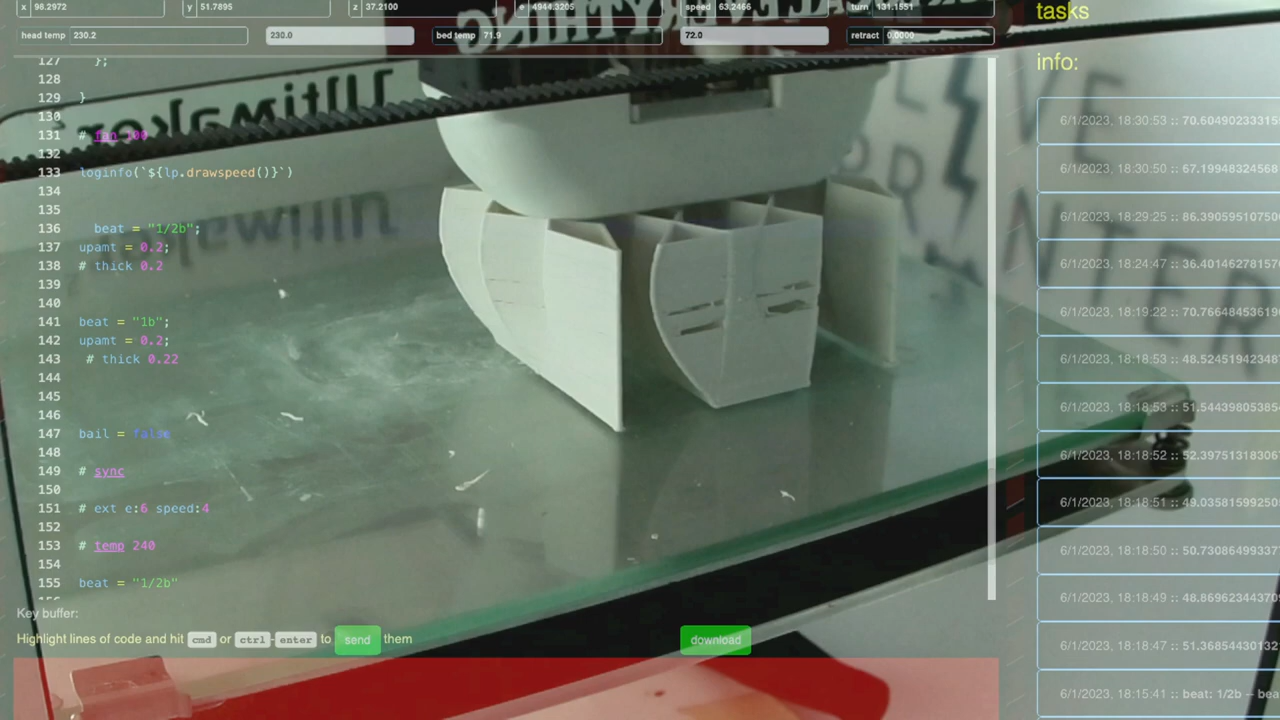 x 98.2972 y 51.7895 z 37.2100 e 4944.3205 speed 63.2466 turn 131.1551
head temp 230.2 230.0 bed temp 71.9 72.0 retract 0.0000
tasks
info:
127 };
128
129 }
130
131 # fan 100
132
133 loginfo(`${lp.drawspeed()}`)
134
135
136 beat = "1/2b";
137 upamt = 0.2;
138 # thick 0.2
139
140
141 beat = "1b";
142 upamt = 0.2;
143 # thick 0.22
144
145
146
147 bail = false
148
149 # sync
150
151 # ext e:6 speed:4
152
153 # temp 240
154
155 beat = "1/2b"
Key buffer:
Highlight lines of code and hit cmd or ctrl-enter to send them
download
6/1/2023, 18:30:53 :: 70.60490233315
6/1/2023, 18:30:50 :: 67.19948324568
6/1/2023, 18:29:25 :: 86.3905951075
6/1/2023, 18:24:47 :: 36.4014627815
6/1/2023, 18:19:22 :: 70.7664845361
6/1/2023, 18:18:53 :: 48.52451942348
6/1/2023, 18:18:53 :: 51.54439805385
6/1/2023, 18:18:52 :: 52.39751318306
6/1/2023, 18:18:51 :: 49.03581599250
6/1/2023, 18:18:50 :: 50.73086499337
6/1/2023, 18:18:49 :: 48.86962344370
6/1/2023, 18:18:47 :: 51.36854430132
6/1/2023, 18:15:41 :: beat: 1/2b -- bea
Ultimaker
LIVE
PRINTER